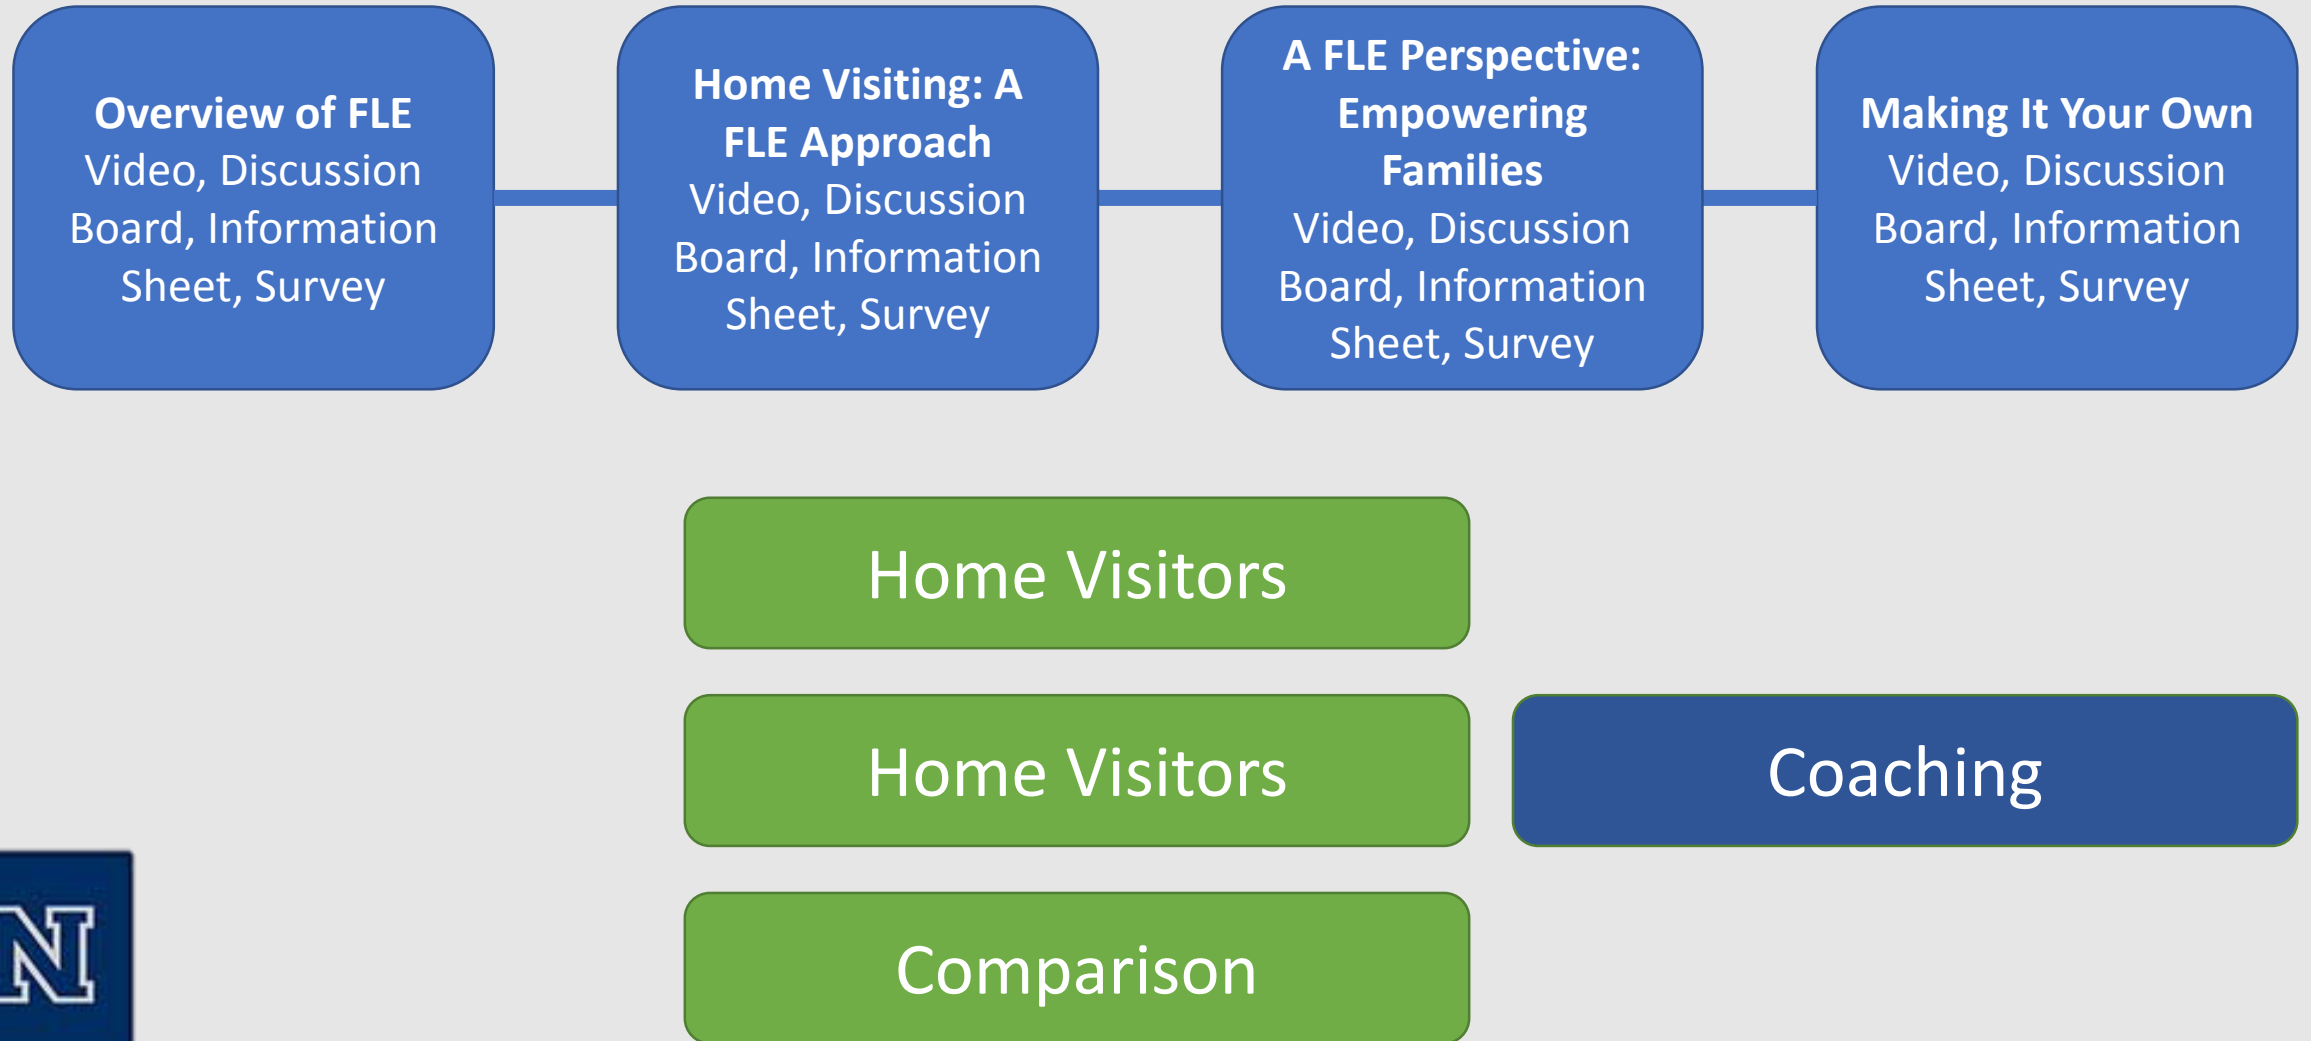 Overview of FLE
Video, Discussion
Board, Information
Sheet, Survey
Home Visiting: A
FLE Approach
Video, Discussion
Board, Information
Sheet, Survey
A FLE Perspective:
Empowering
Families
Video, Discussion
Board, Information
Sheet, Survey
Making It Your Own
Video, Discussion
Board, Information
Sheet, Survey
Home Visitors
Home Visitors
Coaching
Comparison
N